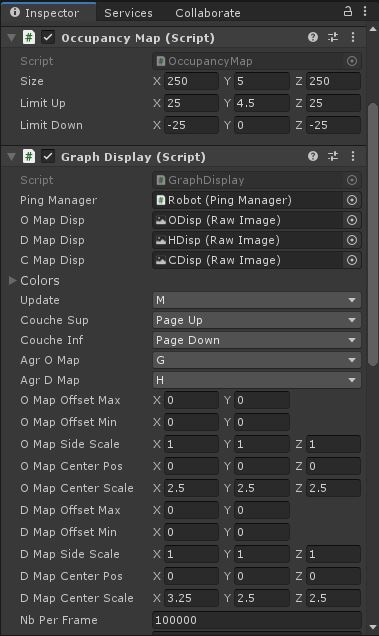 Inspector Services Collaborate
Occupancy Map (Script)
Script OccupancyMap
Size X 250 Y 5 Z 250
Limit Up X 25 Y 4.5 Z 25
Limit Down X -25 Y 0 Z -25
Graph Display (Script)
Script GraphDisplay
Ping Manager Robot (Ping Manager)
O Map Disp ODisp (Raw Image)
D Map Disp HDisp (Raw Image)
C Map Disp CDisp (Raw Image)
Colors
Update M
Couche Sup Page Up
Couche Inf Page Down
Agr O Map G
Agr D Map H
O Map Offset Max X 0 Y 0
O Map Offset Min X 0 Y 0
O Map Side Scale X 1 Y 1 Z 1
O Map Center Pos X 0 Y 0 Z 0
O Map Center Scale X 2.5 Y 2.5 Z 2.5
D Map Offset Max X 0 Y 0
D Map Offset Min X 0 Y 0
D Map Side Scale X 1 Y 1 Z 1
D Map Center Pos X 0 Y 0 Z 0
D Map Center Scale X 3.25 Y 2.5 Z 2.5
Nb Per Frame 100000